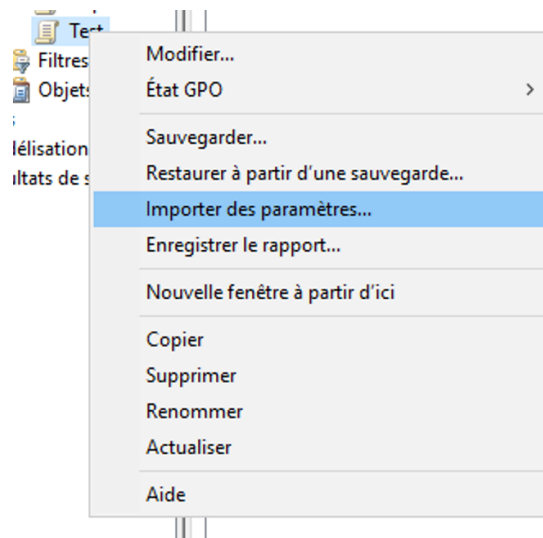 Test
Filtres
Objets
Modifier...
État GPO
Sauvegarder...
Restaurer à partir d'une sauvegarde...
Importer des paramètres...
Enregistrer le rapport...
Nouvelle fenêtre à partir d'ici
Copier
Supprimer
Renommer
Actualiser
Aide